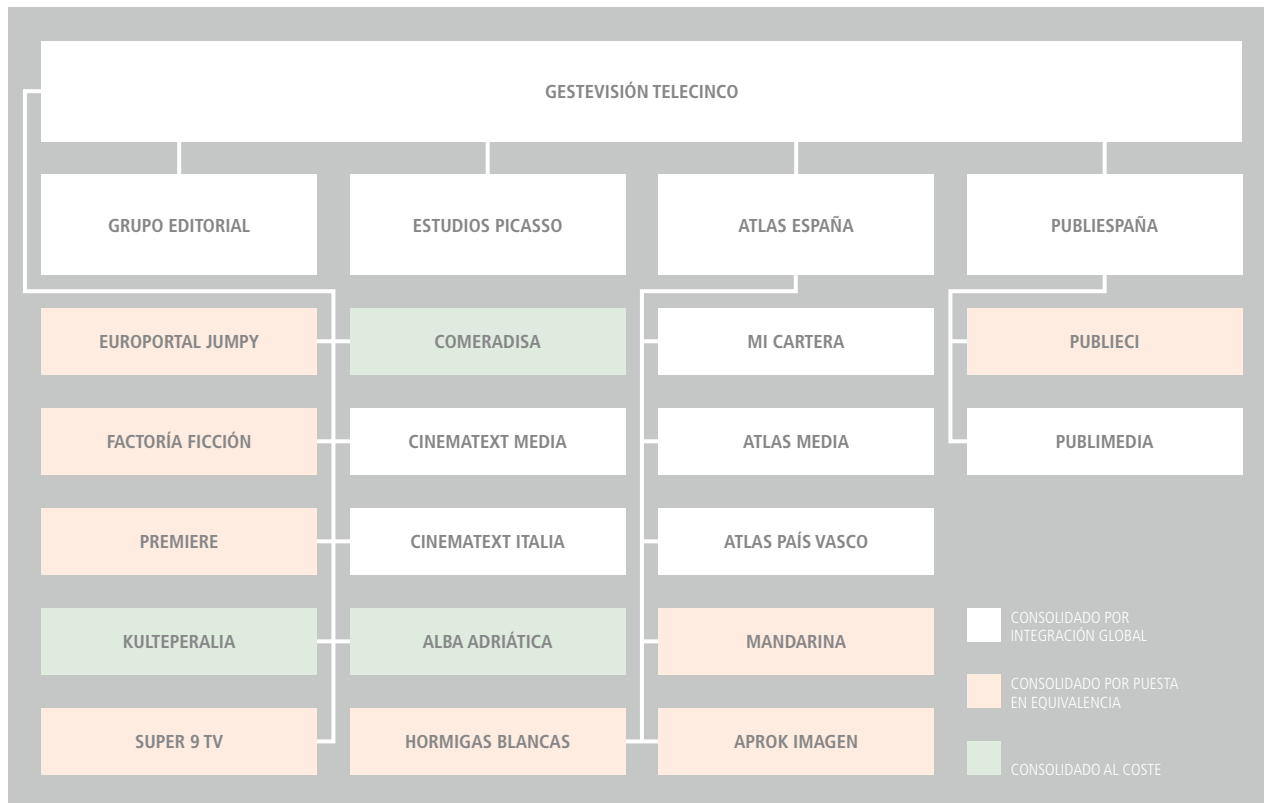 GESTEVISIÓN TELECINCO
GRUPO EDITORIAL
ESTUDIOS PICASSO
ATLAS ESPAÑA
PUBLIESPAÑA
EUROPORTAL JUMPY
COMERADISA
MI CARTERA
PUBLIECI
FACTORÍA FICCIÓN
CINEMATEXT MEDIA
ATLAS MEDIA
PUBLIMEDIA
PREMIERE
CINEMATEXT ITALIA
ATLAS PAÍS VASCO
KULTEPERALIA
ALBA ADRIÁTICA
MANDARINA
SUPER 9 TV
HORMIGAS BLANCAS
APROK IMAGEN
CONSOLIDADO POR
INTEGRACIÓN GLOBAL
CONSOLIDADO POR PUESTA
EN EQUIVALENCIA
CONSOLIDADO AL COSTE